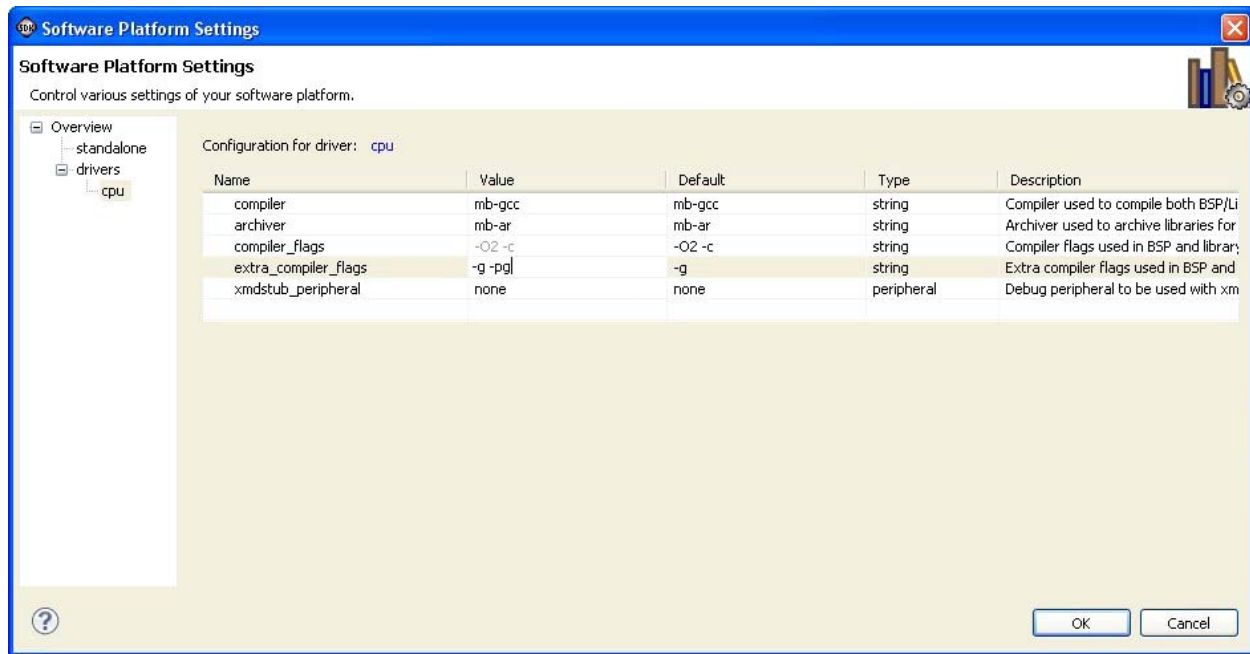 SDK Software Platform Settings
Software Platform Settings
Control various settings of your software platform.
Overview
standalone
drivers
cpu
Configuration for driver: cpu
Name Value Default Type Description
compiler mb-gcc mb-gcc string Compiler used to compile both BSP/Li
archiver mb-ar mb-ar string Archiver used to archive libraries for
compiler_flags -O2 -c -O2 -c string Compiler flags used in BSP and library
extra_compiler_flags -g -pg -g string Extra compiler flags used in BSP and
xmdstub_peripheral none none peripheral Debug peripheral to be used with xm
?
OK Cancel